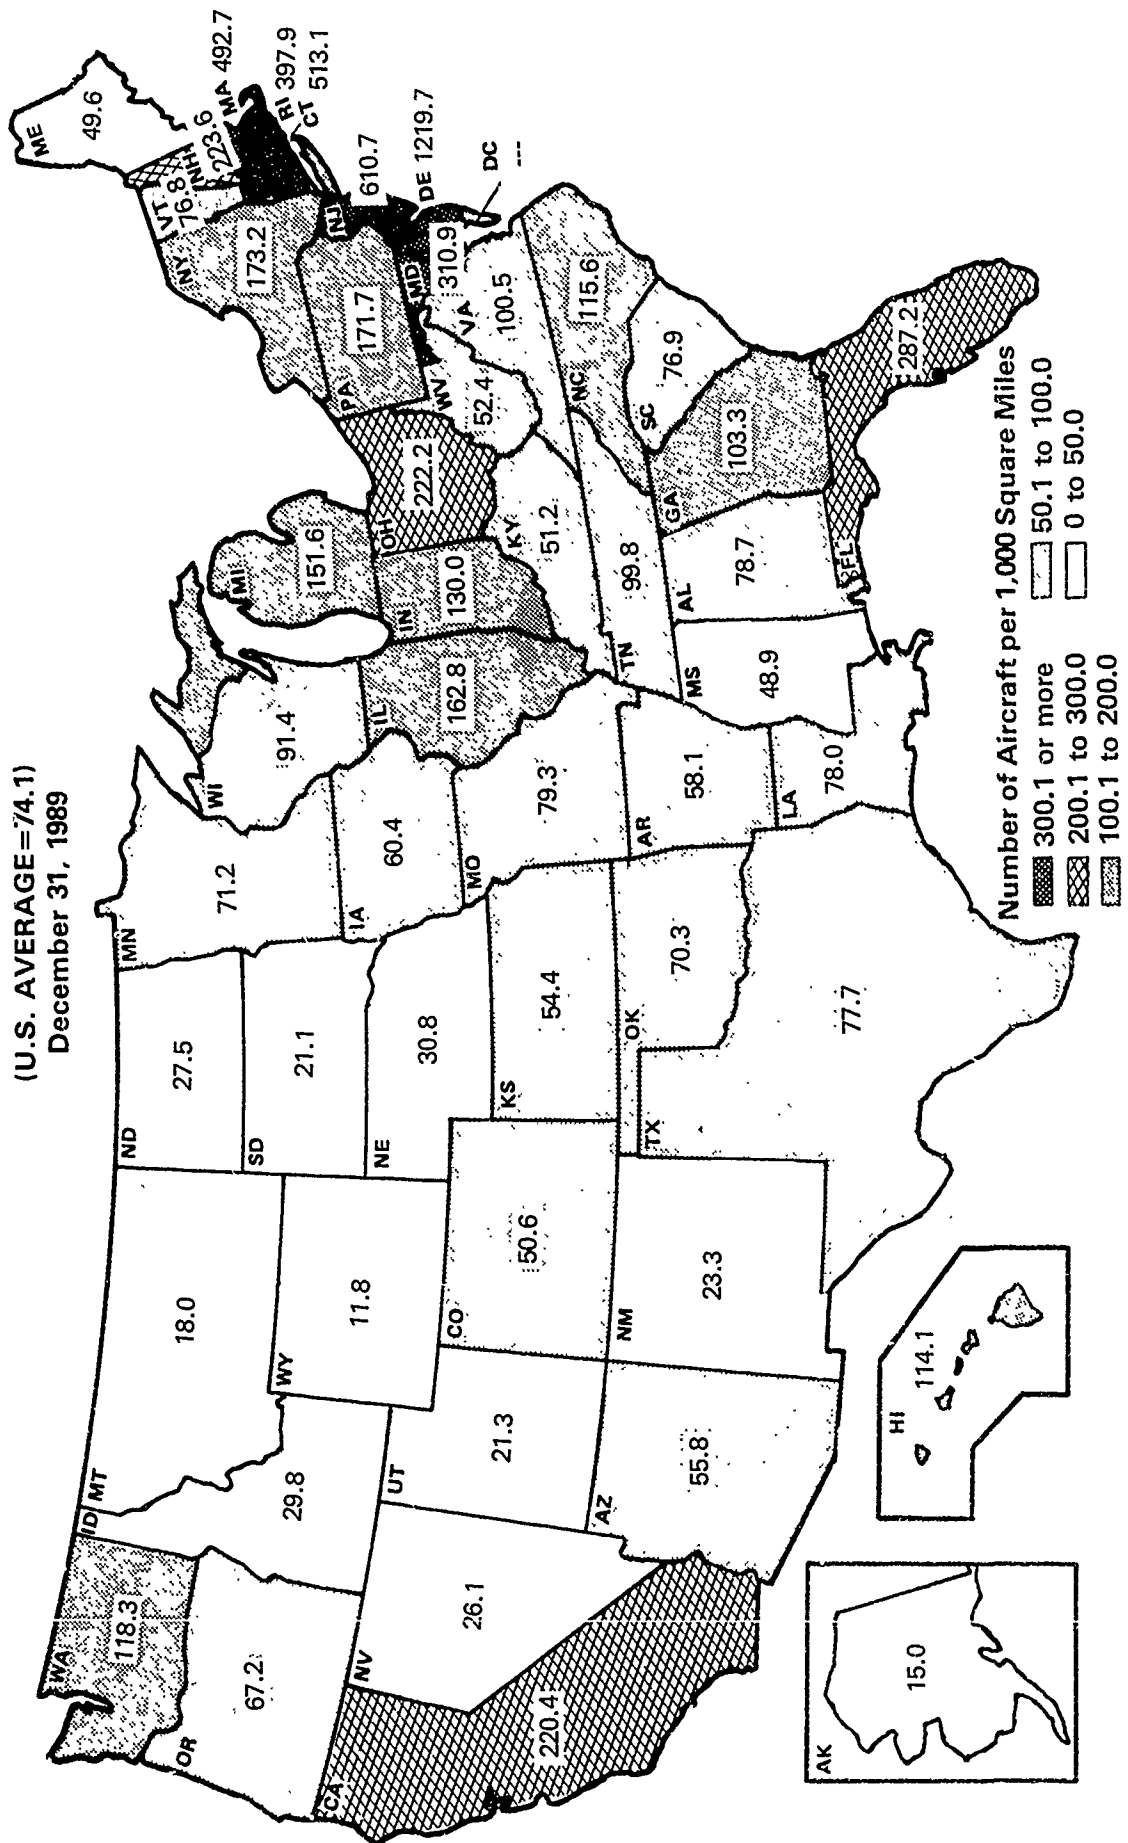 (U.S. AVERAGE=74.1)
December 31, 1989
WA
118.3
OR
67.2
CA
220.4
ID
29.8
NV
26.1
MT
18.0
WY
11.8
UT
21.3
AZ
55.8
CO
50.6
NM
23.3
ND
27.5
SD
21.1
NE
30.8
KS
54.4
OK
70.3
TX
77.7
MN
71.2
IA
60.4
MO
79.3
AR
58.1
LA
78.0
WI
91.4
IL
162.8
MI
151.6
IN
130.0
OH
222.2
KY
51.2
TN
99.8
MS
48.9
AL
78.7
GA
103.3
FL
287.2
SC
76.9
NC
115.6
VA
100.5
WV
52.4
MD
310.9
DE 1219.7
DC
---
PA
171.7
NJ
610.7
NY
173.2
VT
76.8
NH
223.6
ME
49.6
MA 492.7
RI 397.9
CT 513.1
AK
15.0
HI
114.1
Number of Aircraft per 1,000 Square Miles
300.1 or more
200.1 to 300.0
100.1 to 200.0
50.1 to 100.0
0 to 50.0